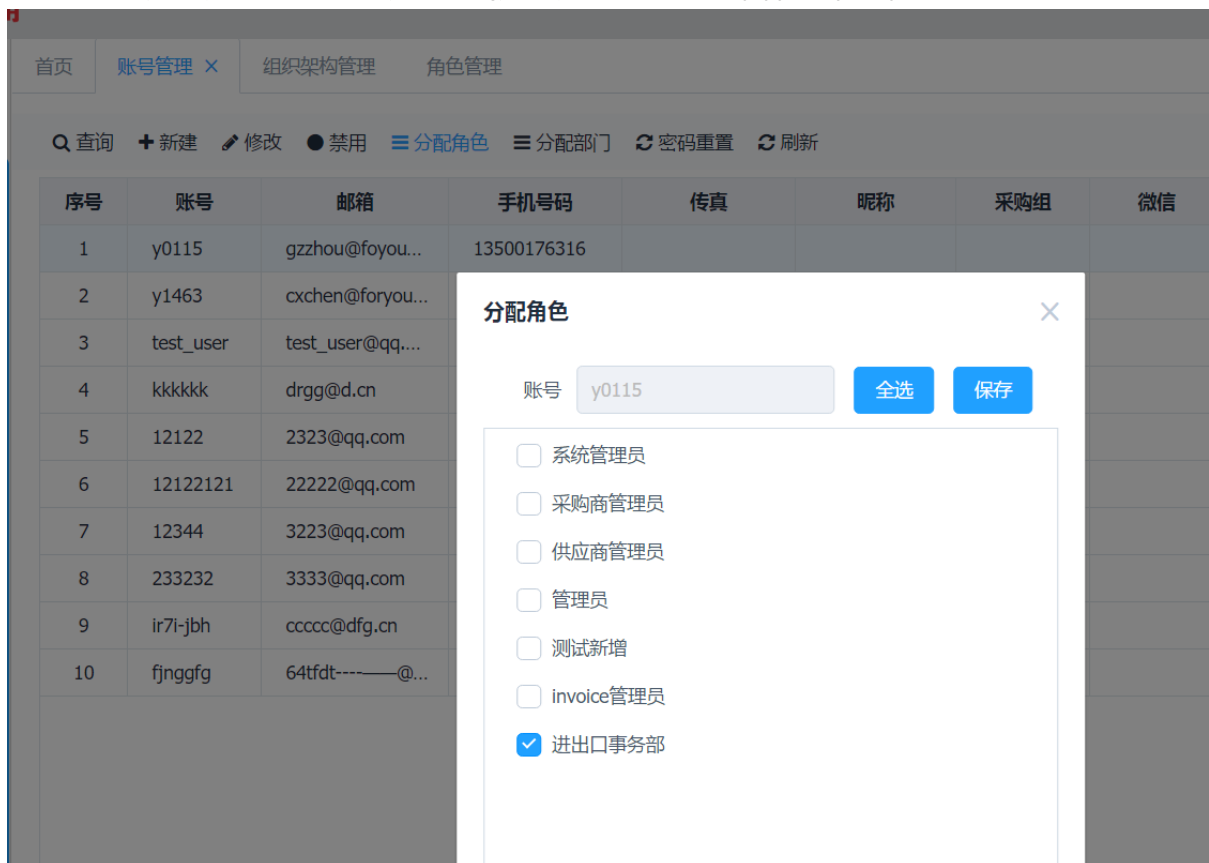 首页 账号管理 × 组织架构管理 角色管理
查询 新建 修改 禁用 分配角色 分配部门 密码重置 刷新
序号 账号 邮箱 手机号码 传真 昵称 采购组 微信
1 y0115 gzzhou@foyou... 13500176316
2 y1463 cxchen@foryou...
3 test_user test_user@qq....
4 kkkkkk drgg@d.cn
5 12122 2323@qq.com
6 12122121 22222@qq.com
7 12344 3223@qq.com
8 233232 3333@qq.com
9 ir7i-jbh ccccc@dfg.cn
10 fjnggfg 64tfdt----——@...
分配角色
账号 y0115 全选 保存
系统管理员
采购商管理员
供应商管理员
管理员
测试新增
invoice管理员
进出口事务部